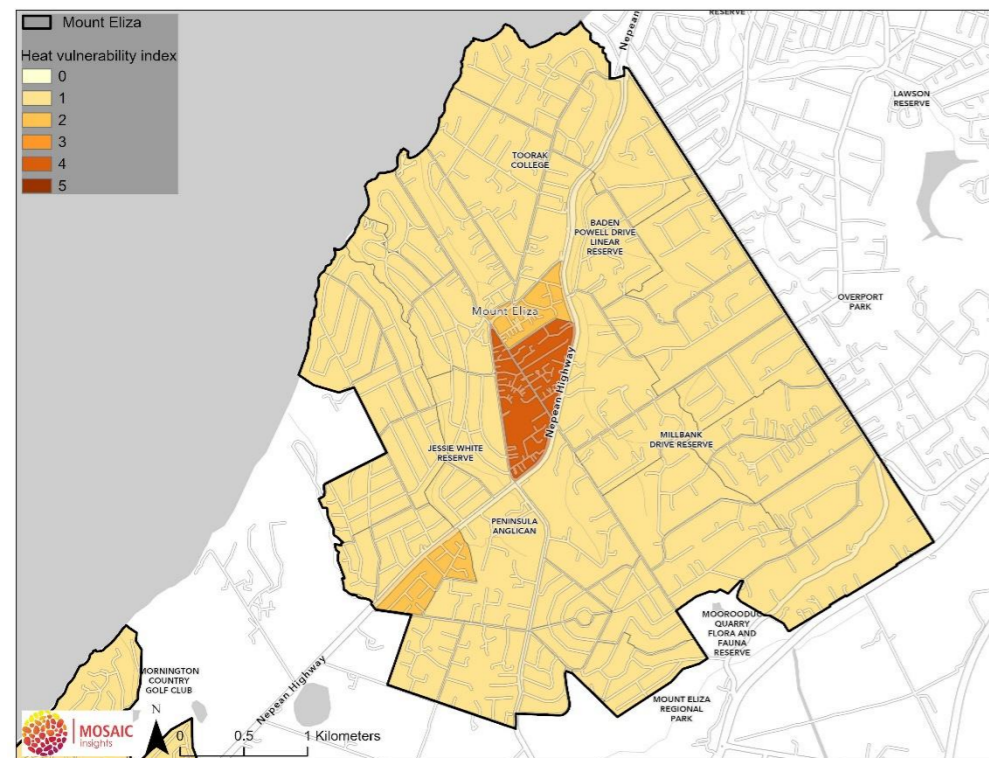 Mount Eliza
Heat vulnerability index
0
1
2
3
4
5
RESERVE
Nepean
LAWSON
RESERVE
TOORAK
COLLEGE
BADEN
POWELL DRIVE
LINEAR
RESERVE
OVERPORT
PARK
Mount Eliza
Nepean Highway
JESSIE WHITE
RESERVE
MILLBANK
DRIVE RESERVE
PENINSULA
ANGLICAN
MOOROODUC
QUARRY
FLORA AND
FAUNA
RESERVE
MORNINGTON
COUNTRY
GOLF CLUB
Nepean Highway
MOUNT ELIZA
REGIONAL
PARK
MOSAIC
insights
N
0 0.5 1 Kilometers